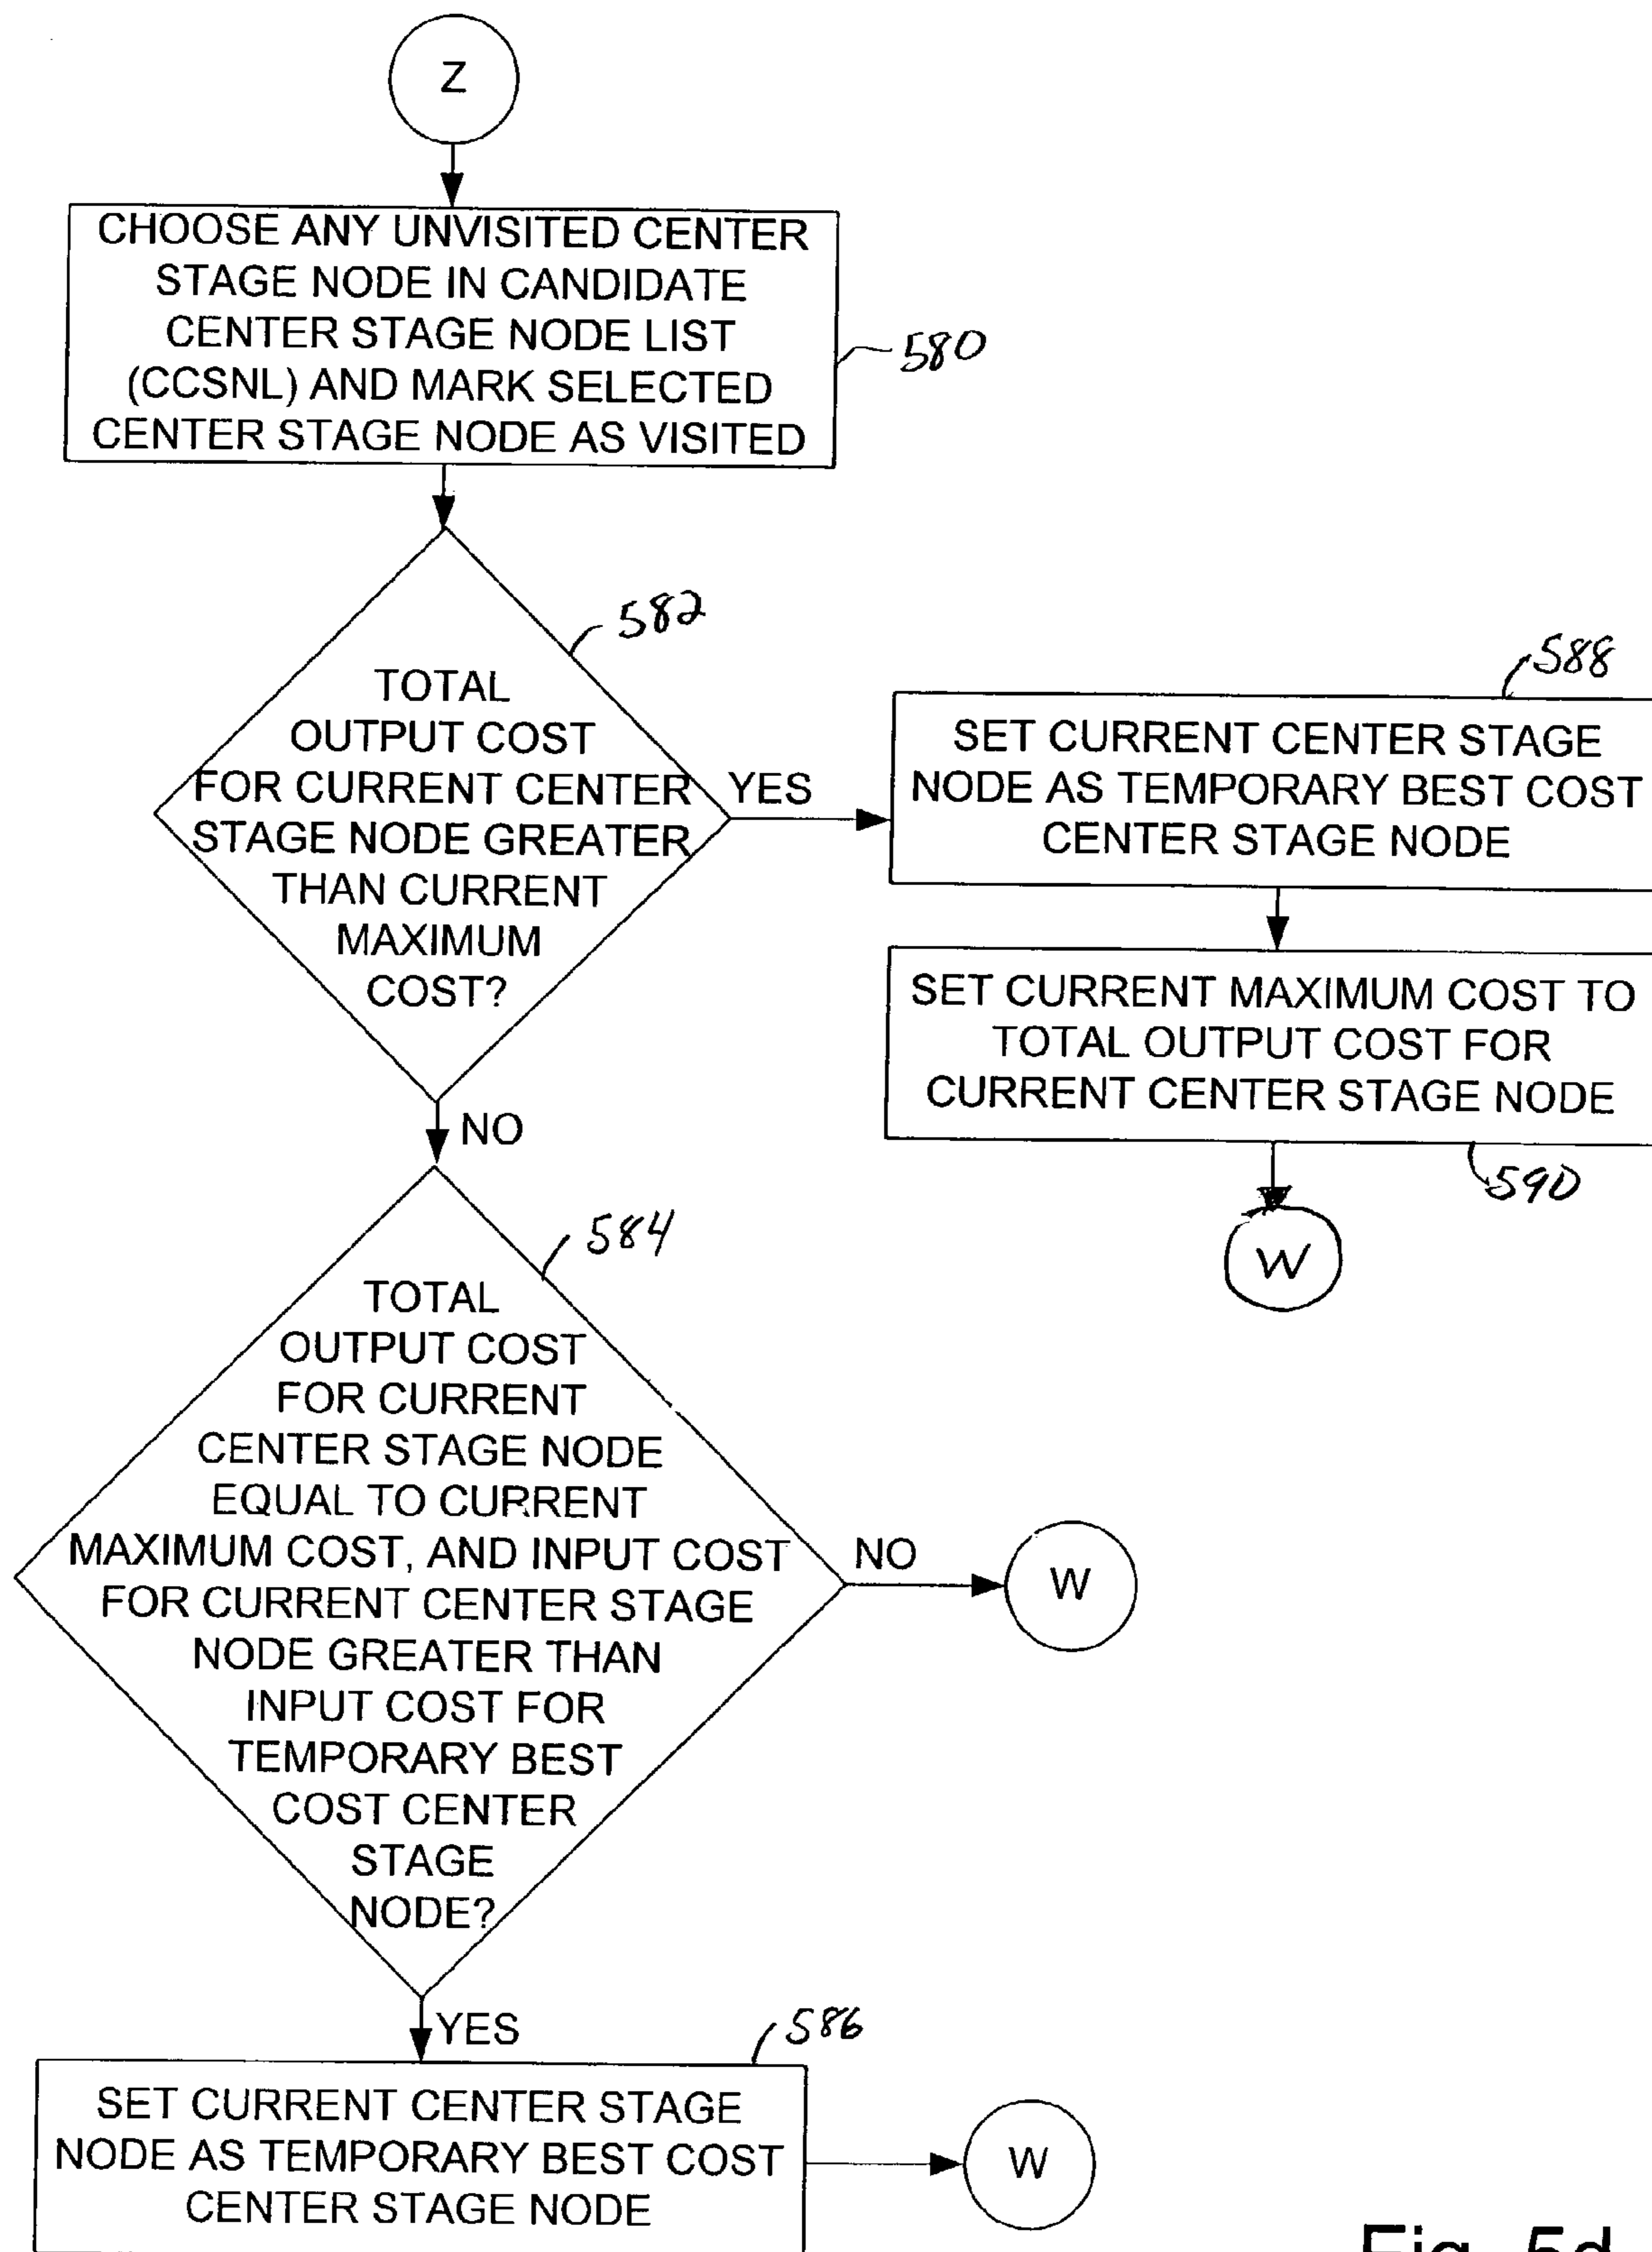 Z
CHOOSE ANY UNVISITED CENTER
STAGE NODE IN CANDIDATE
CENTER STAGE NODE LIST
(CCSNL) AND MARK SELECTED
CENTER STAGE NODE AS VISITED
580
582
TOTAL
OUTPUT COST
FOR CURRENT CENTER
STAGE NODE GREATER
THAN CURRENT
MAXIMUM
COST?
YES
588
SET CURRENT CENTER STAGE
NODE AS TEMPORARY BEST COST
CENTER STAGE NODE
SET CURRENT MAXIMUM COST TO
TOTAL OUTPUT COST FOR
CURRENT CENTER STAGE NODE
590
W
NO
584
TOTAL
OUTPUT COST
FOR CURRENT
CENTER STAGE NODE
EQUAL TO CURRENT
MAXIMUM COST, AND INPUT COST
FOR CURRENT CENTER STAGE
NODE GREATER THAN
INPUT COST FOR
TEMPORARY BEST
COST CENTER
STAGE
NODE?
NO
W
YES
586
SET CURRENT CENTER STAGE
NODE AS TEMPORARY BEST COST
CENTER STAGE NODE
W
Fig. 5d